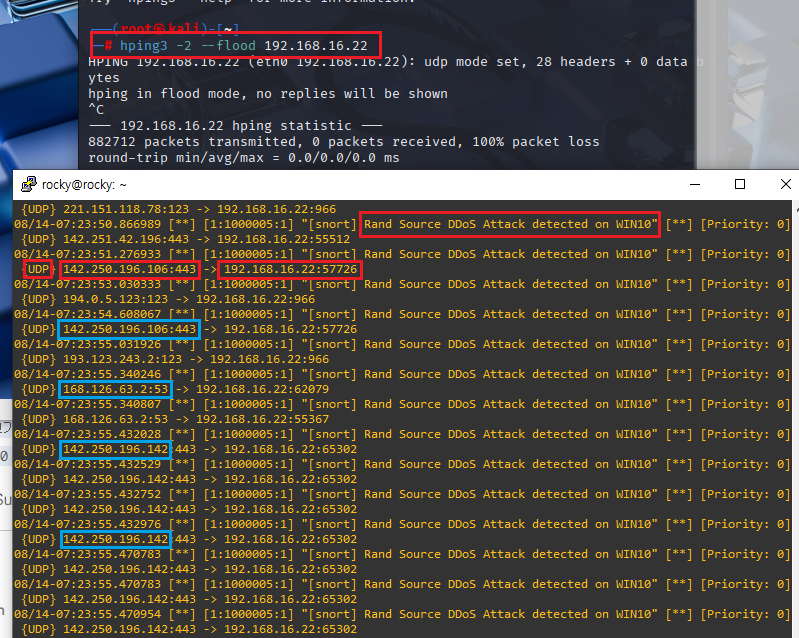 ┌──(root㉿kali)-[~]
└─# hping3 -2 --flood 192.168.16.22
HPING 192.168.16.22 (eth0 192.168.16.22): udp mode set, 28 headers + 0 data b
ytes
hping in flood mode, no replies will be shown
^C
--- 192.168.16.22 hping statistic ---
882712 packets transmitted, 0 packets received, 100% packet loss
round-trip min/avg/max = 0.0/0.0/0.0 ms
rocky@rocky: ~
{UDP} 221.151.118.78:123 -> 192.168.16.22:966
08/14-07:23:50.866989 [**] [1:1000005:1] "[snort] Rand Source DDoS Attack detected on WIN10" [**] [Priority: 0]
{UDP} 142.251.42.196:443 -> 192.168.16.22:55512
08/14-07:23:51.276933 [**] [1:1000005:1] "[snort] Rand Source DDoS Attack detected on WIN10" [**] [Priority: 0]
{UDP} 142.250.196.106:443 -> 192.168.16.22:57726
08/14-07:23:53.030333 [**] [1:1000005:1] "[snort] Rand Source DDoS Attack detected on WIN10" [**] [Priority: 0]
{UDP} 194.0.5.123:123 -> 192.168.16.22:966
08/14-07:23:54.608067 [**] [1:1000005:1] "[snort] Rand Source DDoS Attack detected on WIN10" [**] [Priority: 0]
{UDP} 142.250.196.106:443 -> 192.168.16.22:57726
08/14-07:23:55.031926 [**] [1:1000005:1] "[snort] Rand Source DDoS Attack detected on WIN10" [**] [Priority: 0]
{UDP} 193.123.243.2:123 -> 192.168.16.22:966
08/14-07:23:55.340246 [**] [1:1000005:1] "[snort] Rand Source DDoS Attack detected on WIN10" [**] [Priority: 0]
{UDP} 168.126.63.2:53 -> 192.168.16.22:62079
08/14-07:23:55.340807 [**] [1:1000005:1] "[snort] Rand Source DDoS Attack detected on WIN10" [**] [Priority: 0]
{UDP} 168.126.63.2:53 -> 192.168.16.22:55367
08/14-07:23:55.432028 [**] [1:1000005:1] "[snort] Rand Source DDoS Attack detected on WIN10" [**] [Priority: 0]
{UDP} 142.250.196.142:443 -> 192.168.16.22:65302
08/14-07:23:55.432529 [**] [1:1000005:1] "[snort] Rand Source DDoS Attack detected on WIN10" [**] [Priority: 0]
{UDP} 142.250.196.142:443 -> 192.168.16.22:65302
08/14-07:23:55.432752 [**] [1:1000005:1] "[snort] Rand Source DDoS Attack detected on WIN10" [**] [Priority: 0]
{UDP} 142.250.196.142:443 -> 192.168.16.22:65302
08/14-07:23:55.432976 [**] [1:1000005:1] "[snort] Rand Source DDoS Attack detected on WIN10" [**] [Priority: 0]
{UDP} 142.250.196.142:443 -> 192.168.16.22:65302
08/14-07:23:55.470783 [**] [1:1000005:1] "[snort] Rand Source DDoS Attack detected on WIN10" [**] [Priority: 0]
{UDP} 142.250.196.142:443 -> 192.168.16.22:65302
08/14-07:23:55.470783 [**] [1:1000005:1] "[snort] Rand Source DDoS Attack detected on WIN10" [**] [Priority: 0]
{UDP} 142.250.196.142:443 -> 192.168.16.22:65302
08/14-07:23:55.470954 [**] [1:1000005:1] "[snort] Rand Source DDoS Attack detected on WIN10" [**] [Priority: 0]
{UDP} 142.250.196.142:443 -> 192.168.16.22:65302